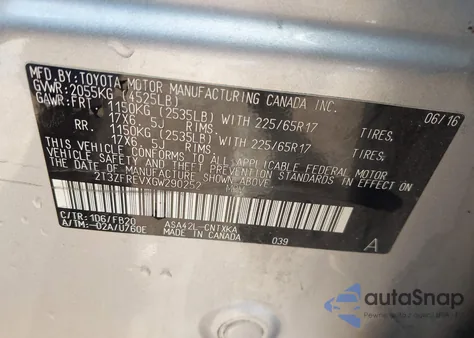 MFD.BY:TOYOTA MOTOR MANUFACTURING CANADA INC.
GVWR:2055KG (4525LB) 06/16
GAWR:FRT. 1150KG (2535LB) WITH 225/65R17 TIRES,
17X6.5J RIMS,
RR. 1150KG (2535LB) WITH 225/65R17 TIRES,
17X6.5J RIMS,
THIS VEHICLE CONFORMS TO ALL APPLICABLE FEDERAL MOTOR
VEHICLE SAFETY AND THEFT PREVENTION STANDARDS IN EFFECT
ON THE DATE OF MANUFACTURE SHOWN ABOVE.
2T3ZFREVXGW290252 MPV
C/TR:1D6/FB20 ASA42L-CNTXKA
A/TM:-02A/U760E MADE IN CANADA 039 A
autoSnap